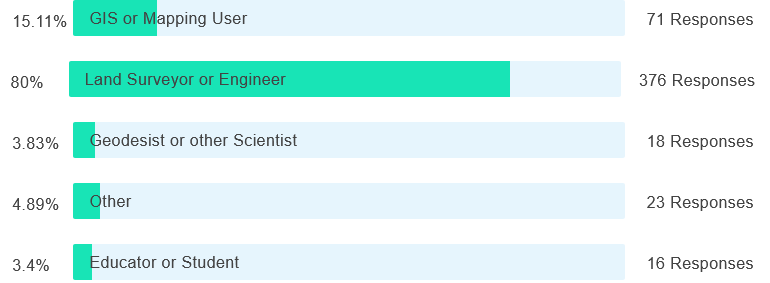 15.11% GIS or Mapping User 71 Responses
80% Land Surveyor or Engineer 376 Responses
3.83% Geodesist or other Scientist 18 Responses
4.89% Other 23 Responses
3.4% Educator or Student 16 Responses